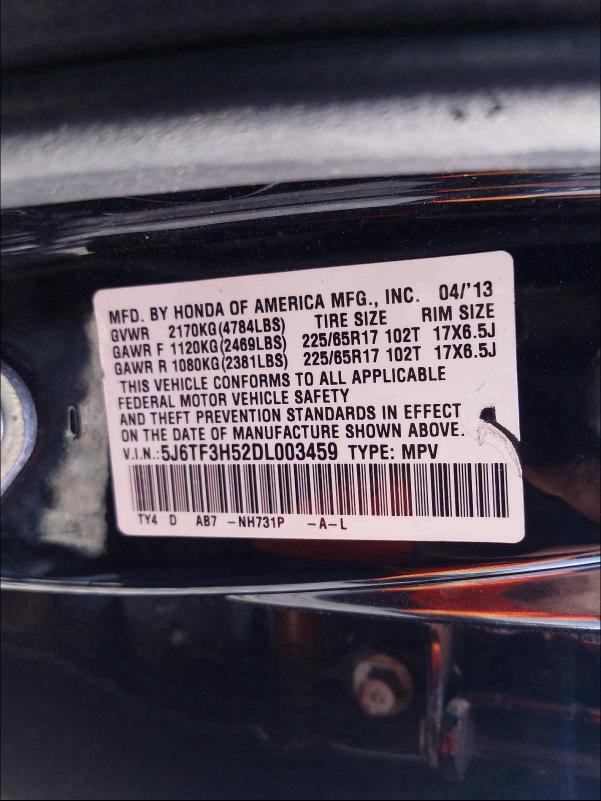 MFD. BY HONDA OF AMERICA MFG., INC. 04/'13
GVWR 2170KG(4784LBS) TIRE SIZE RIM SIZE
GAWR F 1120KG(2469LBS) 225/65R17 102T 17X6.5J
GAWR R 1080KG(2381LBS) 225/65R17 102T 17X6.5J
THIS VEHICLE CONFORMS TO ALL APPLICABLE
FEDERAL MOTOR VEHICLE SAFETY
AND THEFT PREVENTION STANDARDS IN EFFECT
ON THE DATE OF MANUFACTURE SHOWN ABOVE.
V.I.N.:5J6TF3H52DL003459 TYPE: MPV
TY4 D AB7 -NH731P -A-L